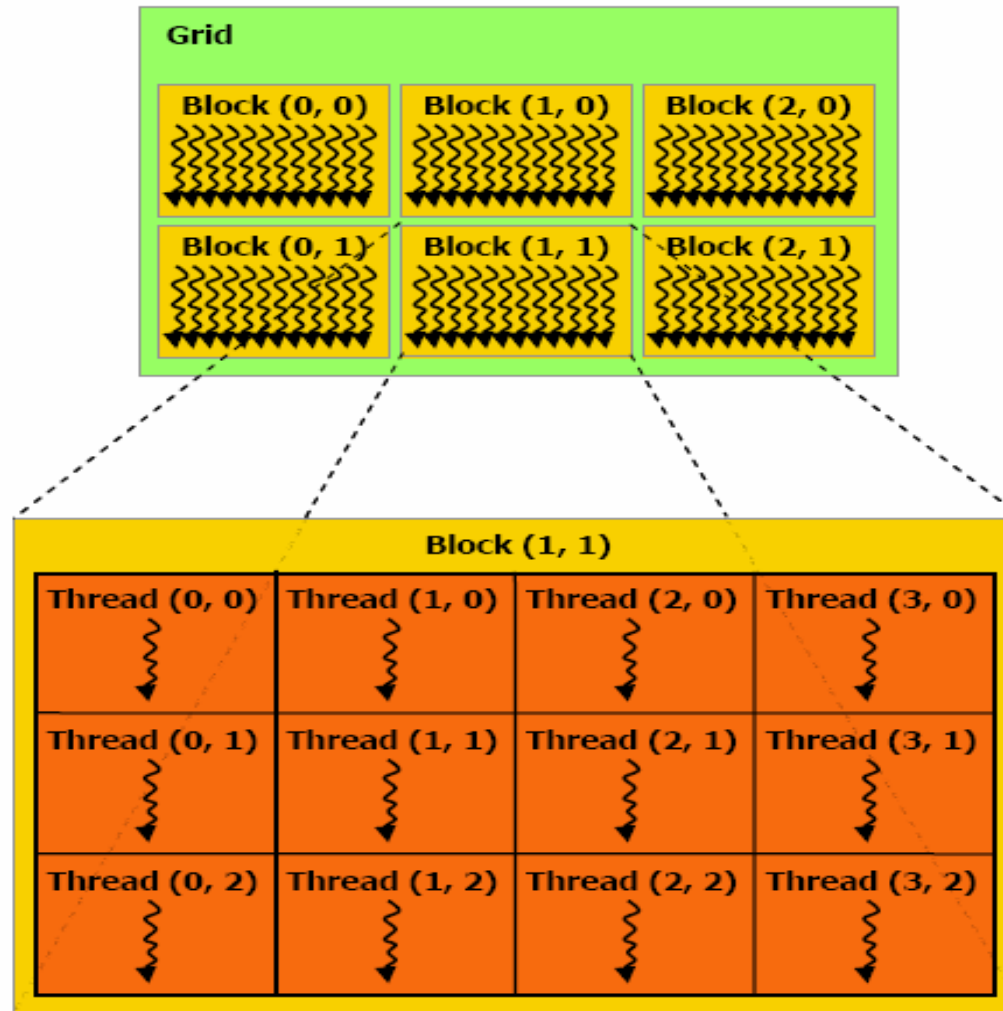 Grid
Block (0, 0) Block (1, 0) Block (2, 0)
Block (0, 1) Block (1, 1) Block (2, 1)
Block (1, 1)
Thread (0, 0) Thread (1, 0) Thread (2, 0) Thread (3, 0)
Thread (0, 1) Thread (1, 1) Thread (2, 1) Thread (3, 1)
Thread (0, 2) Thread (1, 2) Thread (2, 2) Thread (3, 2)